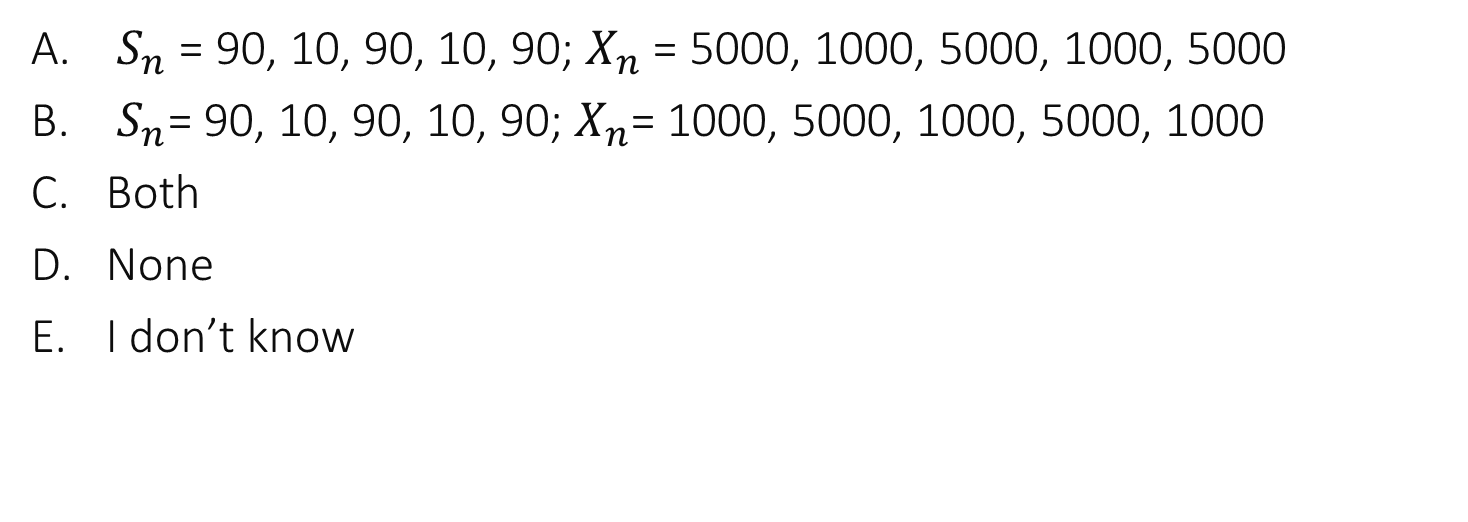 A. Sn = 90, 10, 90, 10, 90; Xn = 5000, 1000, 5000, 1000, 5000
B. Sn= 90, 10, 90, 10, 90; Xn= 1000, 5000, 1000, 5000, 1000
C. Both
D. None
E. I don’t know